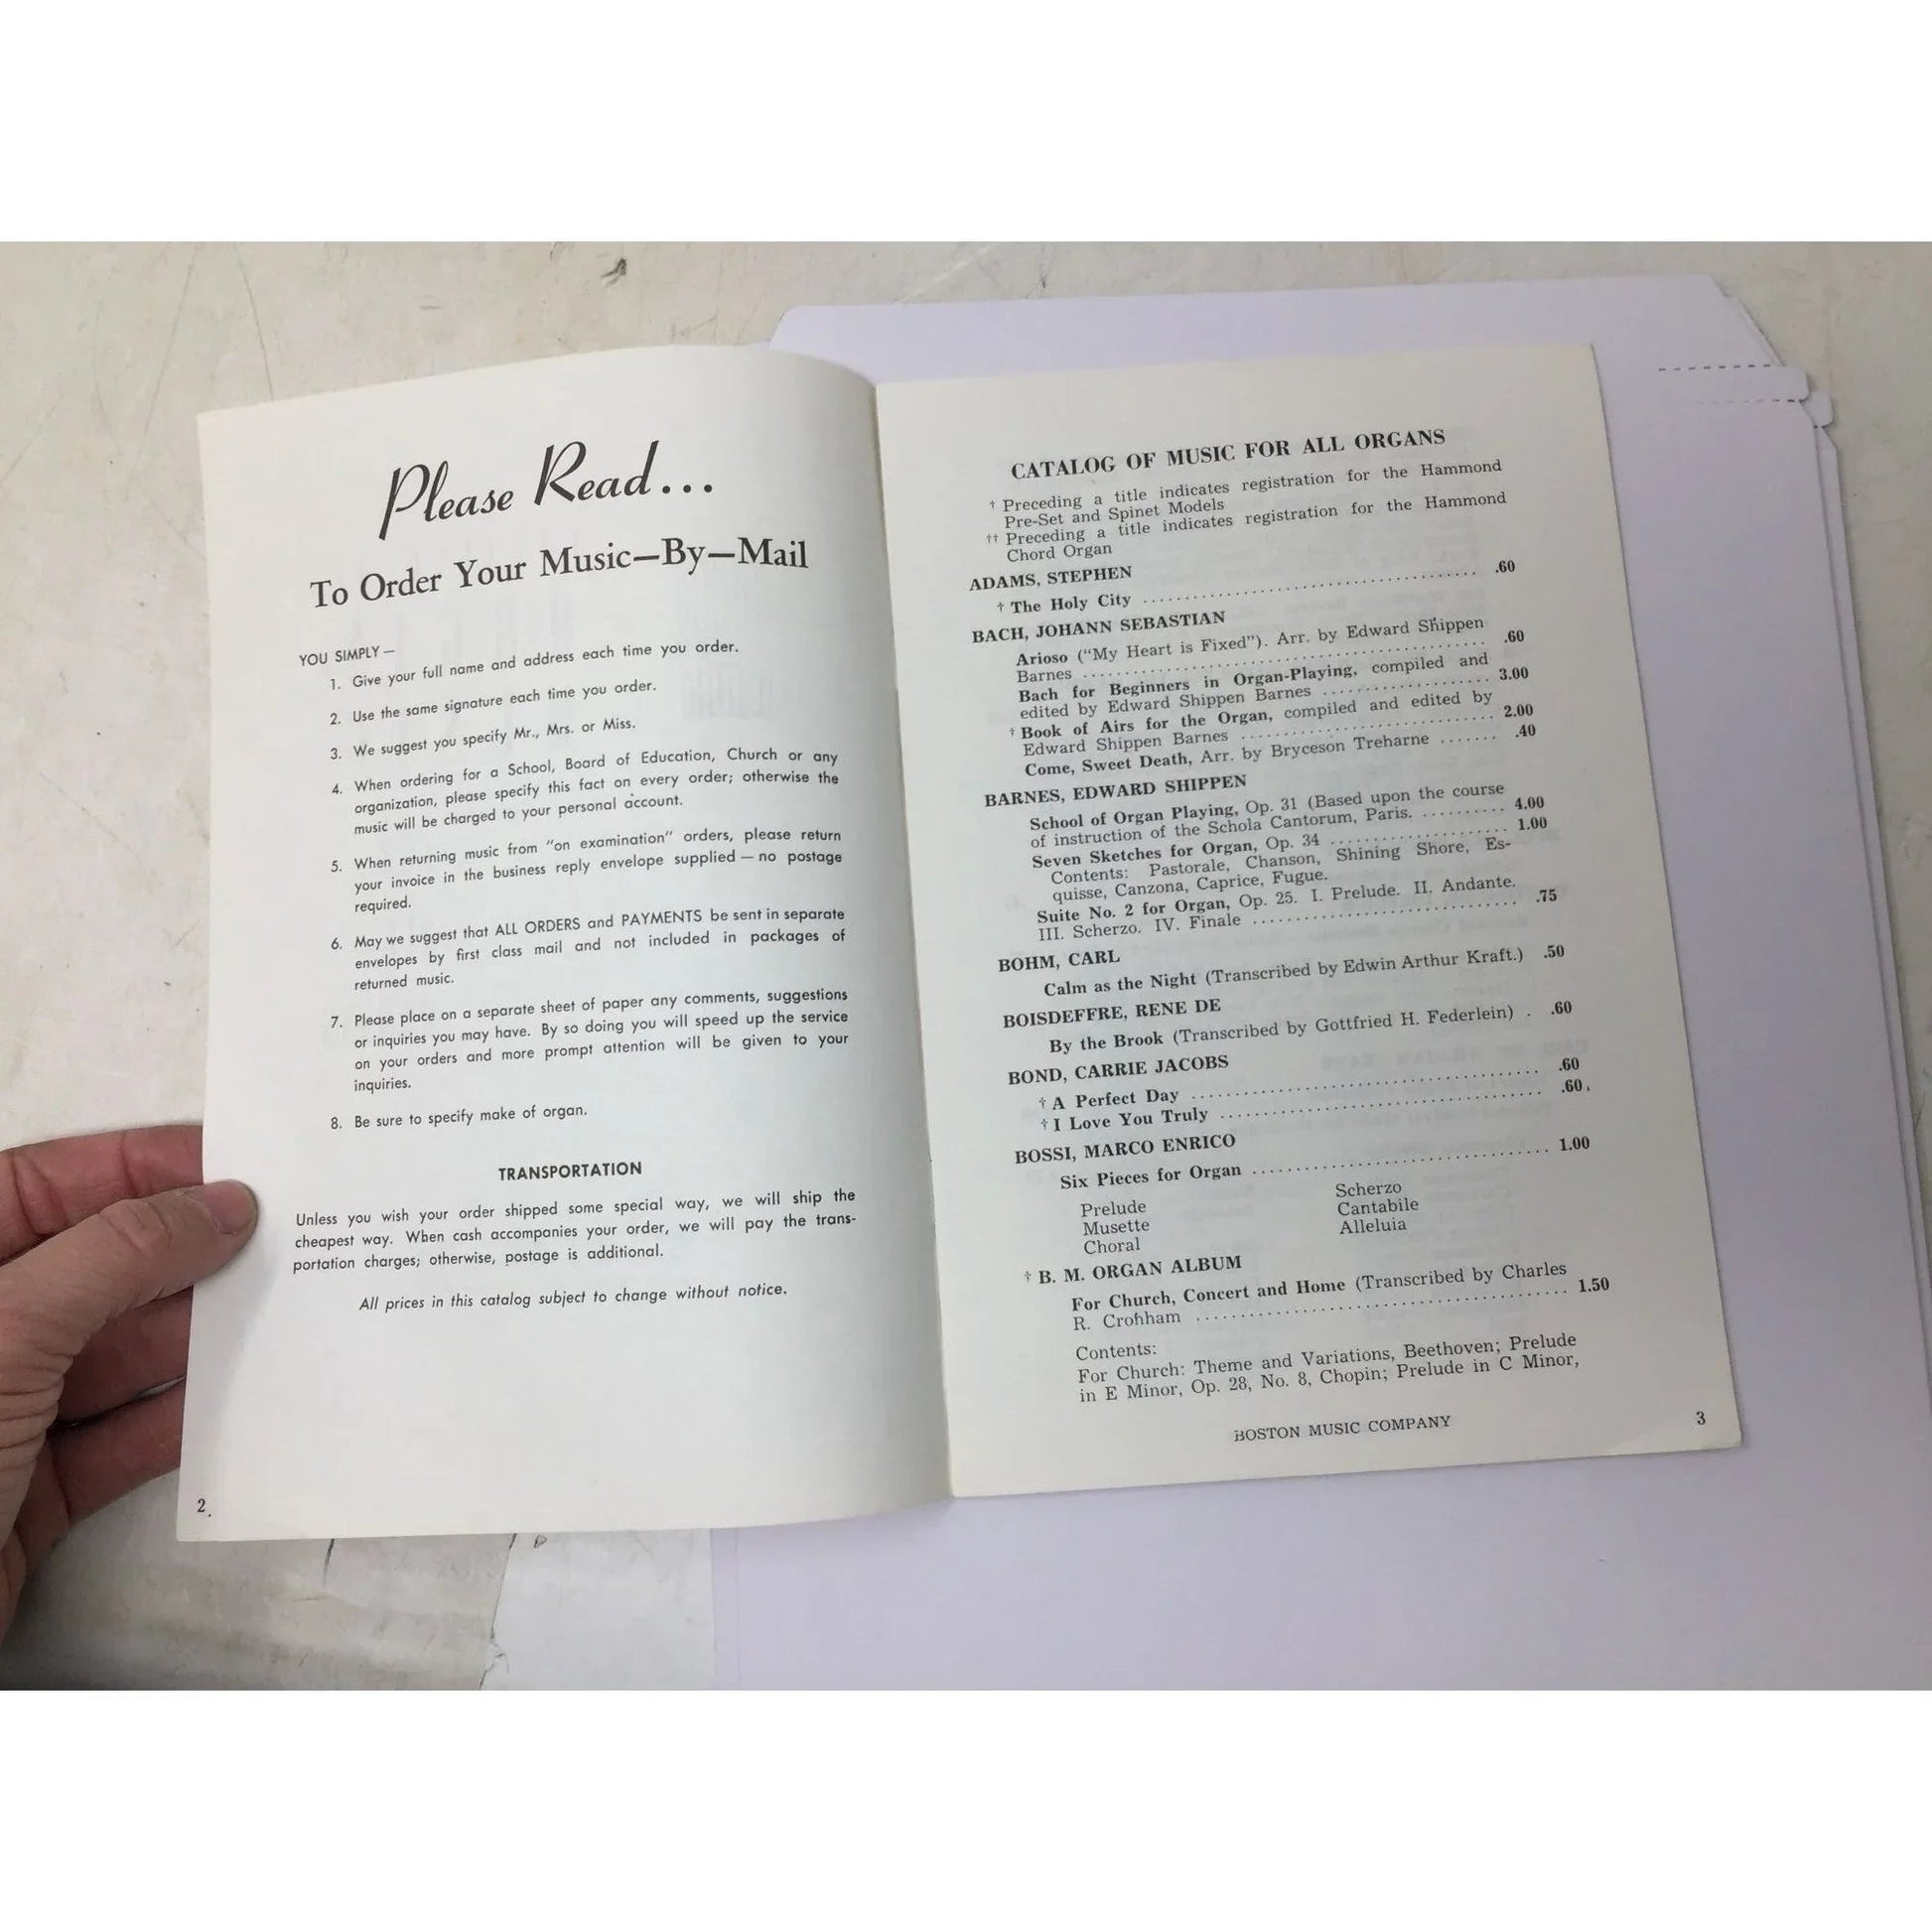 Please Read...
To Order Your Music—By—Mail
YOU SIMPLY—
1. Give your full name and address each time you order.
2. Use the same signature each time you order.
3. We suggest you specify Mr., Mrs. or Miss.
4. When ordering for a School, Board of Education, Church or any
organization, please specify this fact on every order; otherwise the
music will be charged to your personal account.
5. When returning music from "on examination" orders, please return
your invoice in the business reply envelope supplied — no postage
required.
6. May we suggest that ALL ORDERS and PAYMENTS be sent in separate
envelopes by first class mail and not included in packages of
returned music.
7. Please place on a separate sheet of paper any comments, suggestions
or inquiries you may have. By so doing you will speed up the service
on your orders and more prompt attention will be given to your
inquiries.
8. Be sure to specify make of organ.
TRANSPORTATION
Unless you wish your order shipped some special way, we will ship the
cheapest way. When cash accompanies your order, we will pay the trans-
portation charges; otherwise, postage is additional.
All prices in this catalog subject to change without notice.
2
CATALOG OF MUSIC FOR ALL ORGANS
† Preceding a title indicates registration for the Hammond
Pre-Set and Spinet Models
†† Preceding a title indicates registration for the Hammond
Chord Organ
ADAMS, STEPHEN
† The Holy City .60
BACH, JOHANN SEBASTIAN
Arioso ("My Heart is Fixed"). Arr. by Edward Shippen
Barnes .60
Bach for Beginners in Organ-Playing, compiled and
edited by Edward Shippen Barnes 3.00
† Book of Airs for the Organ, compiled and edited by
Edward Shippen Barnes 2.00
Come, Sweet Death, Arr. by Bryceson Treharne .40
BARNES, EDWARD SHIPPEN
School of Organ Playing, Op. 31 (Based upon the course
of instruction of the Schola Cantorum, Paris. 4.00
Seven Sketches for Organ, Op. 34 1.00
Contents: Pastorale, Chanson, Shining Shore, Es-
quisse, Canzona, Caprice, Fugue.
Suite No. 2 for Organ, Op. 25. I. Prelude. II. Andante.
III. Scherzo. IV. Finale .75
BOHM, CARL
Calm as the Night (Transcribed by Edwin Arthur Kraft.) .50
BOISDEFFRE, RENE DE
By the Brook (Transcribed by Gottfried H. Federlein) . .60
BOND, CARRIE JACOBS
† A Perfect Day .60
† I Love You Truly .60
BOSSI, MARCO ENRICO
Six Pieces for Organ 1.00
Prelude Scherzo
Musette Cantabile
Choral Alleluia
† B. M. ORGAN ALBUM
For Church, Concert and Home (Transcribed by Charles
R. Cronham 1.50
Contents:
For Church: Theme and Variations, Beethoven; Prelude
in E Minor, Op. 28, No. 8, Chopin; Prelude in C Minor,
BOSTON MUSIC COMPANY
3